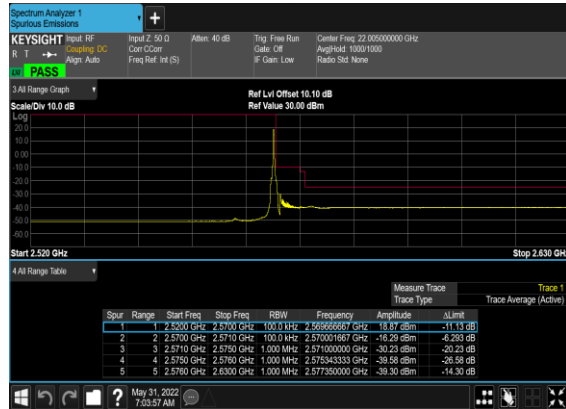 Spectrum Analyzer 1
Spurious Emissions
KEYSIGHT Input: RF Input Z: 50 Ω Atten: 40 dB Trig: Free Run Center Freq: 22.005000000 GHz
R T Coupling: DC Corr CCorr Gate: Off Avg|Hold: 1000/1000
Align: Auto Freq Ref: Int (S) IF Gain: Low Radio Std: None
PASS
3 All Range Graph Ref Lvl Offset 10.10 dB
Scale/Div 10.0 dB Ref Value 30.00 dBm
Log
20.0
10.0
0.00
-10.0
-20.0
-30.0
-40.0
-50.0
-60.0
Start 2.520 GHz Stop 2.630 GHz
4 All Range Table
Measure Trace Trace 1
Trace Type Trace Average (Active)
Spur Range Start Freq Stop Freq RBW Frequency Amplitude ΔLimit
1 1 2.5200 GHz 2.5700 GHz 100.0 kHz 2.569666667 GHz 18.87 dBm -11.13 dB
2 2 2.5700 GHz 2.5710 GHz 100.0 kHz 2.570001667 GHz -16.29 dBm -6.293 dB
3 3 2.5710 GHz 2.5750 GHz 1.000 MHz 2.571000000 GHz -30.23 dBm -20.23 dB
4 4 2.5750 GHz 2.5760 GHz 1.000 MHz 2.575343333 GHz -39.58 dBm -26.58 dB
5 5 2.5760 GHz 2.6300 GHz 1.000 MHz 2.577350000 GHz -39.30 dBm -14.30 dB
May 31, 2022
7:03:57 AM